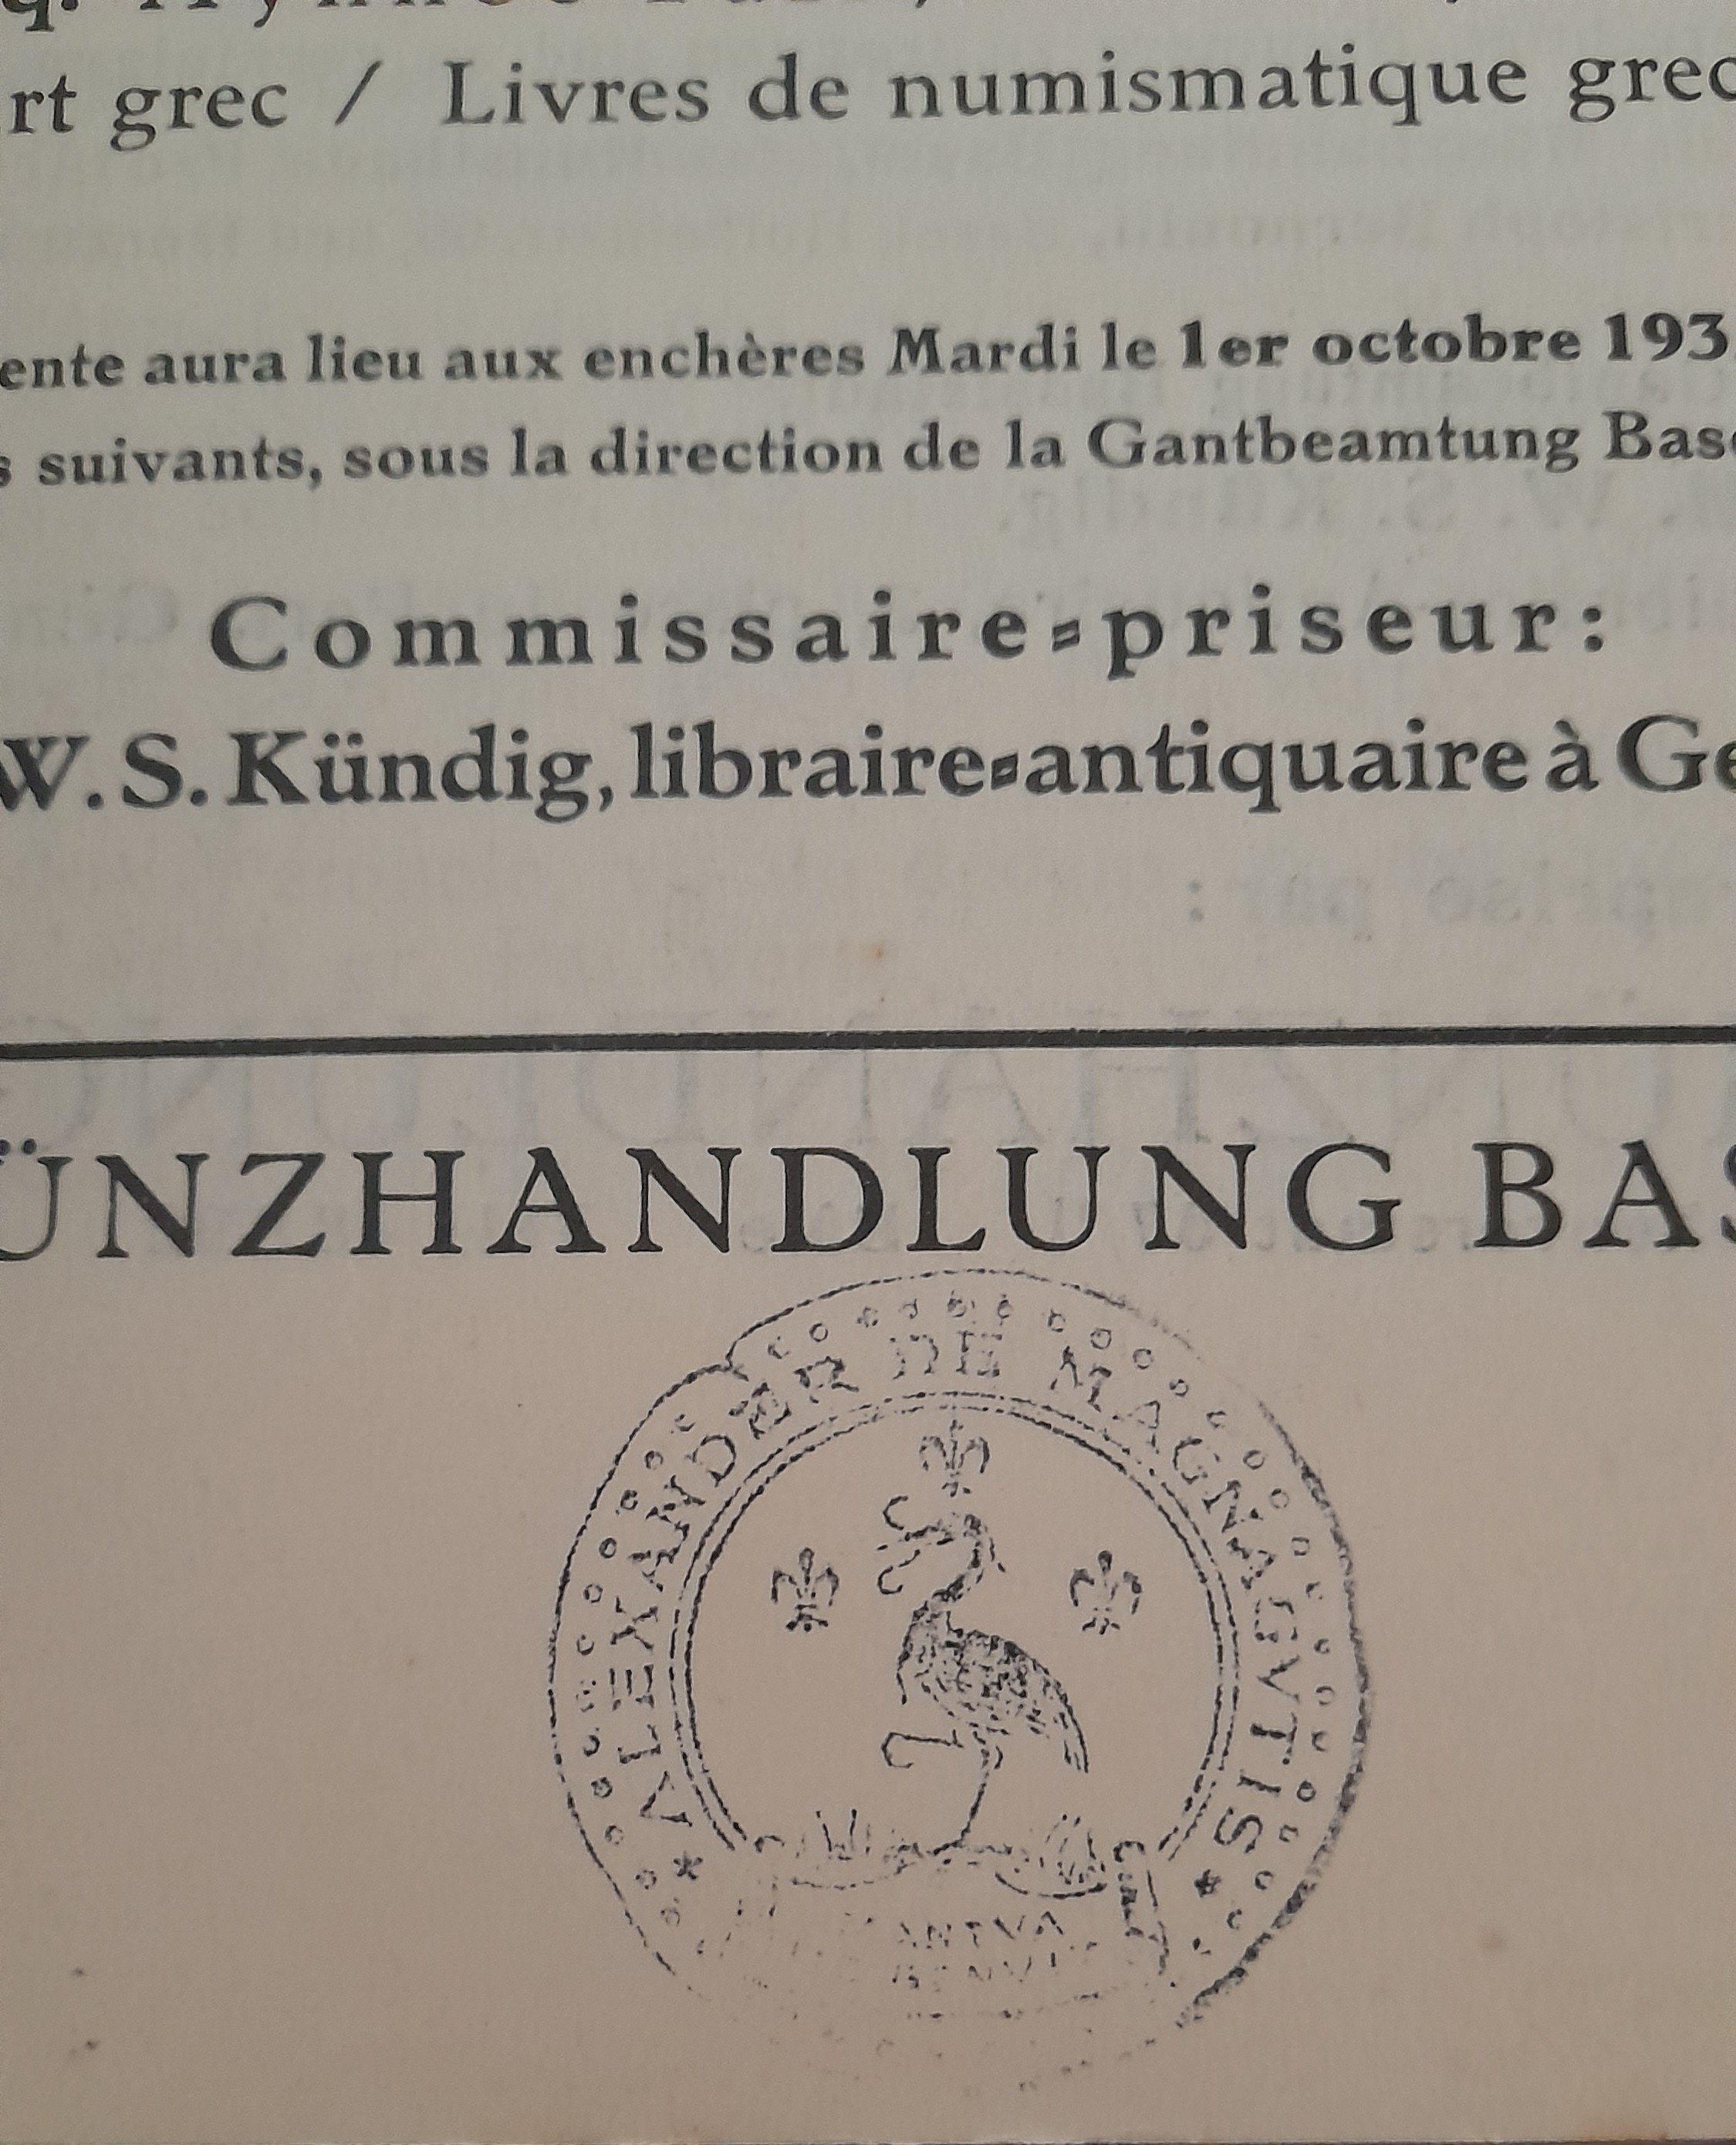 rt grec / Livres de numismatique grec
ente aura lieu aux enchères Mardi le 1er octobre 193
s suivants, sous la direction de la Gantbeamtung Bas
Commissaire-priseur:
W. S. Kündig, libraire-antiquaire à Ge
ÜNZHANDLUNG BAS
* ALEXANDER DE MAGNAGVTIS *